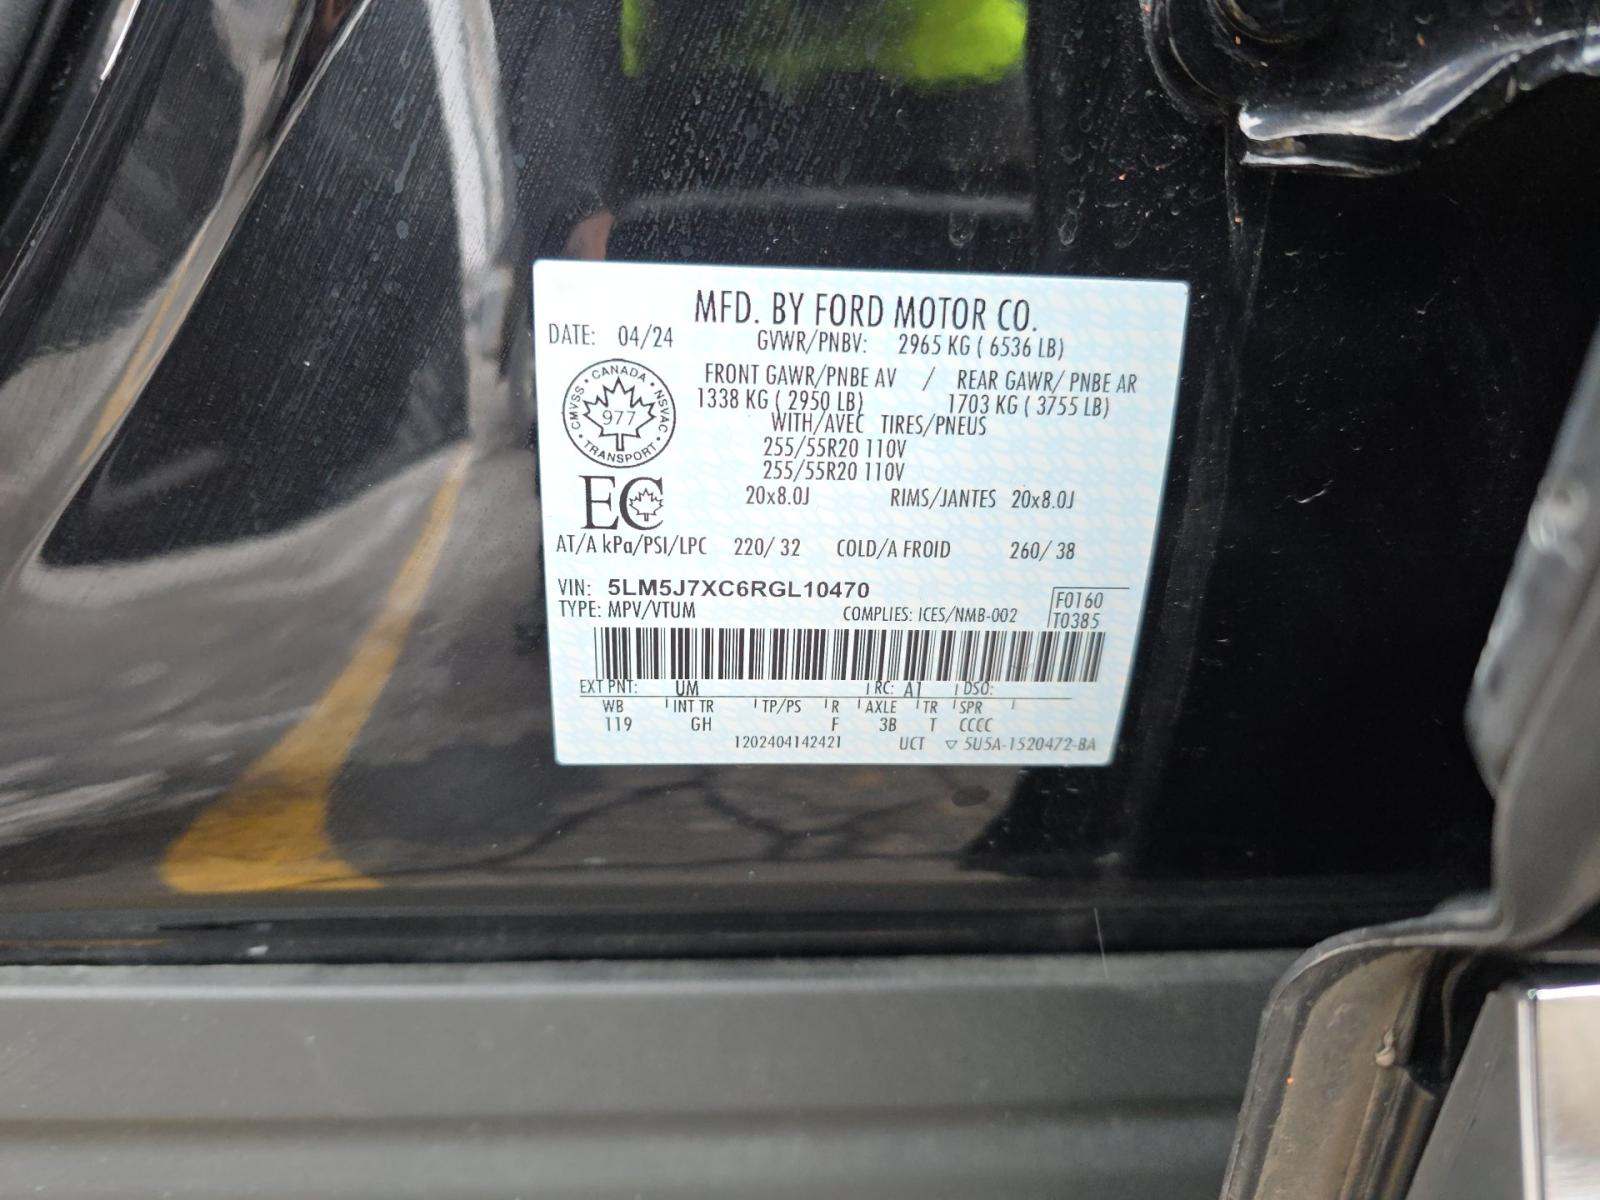 MFD. BY FORD MOTOR CO.
DATE: 04/24 GVWR/PNBV: 2965 KG ( 6536 LB)
FRONT GAWR/PNBE AV / REAR GAWR/ PNBE AR
1338 KG ( 2950 LB) 1703 KG ( 3755 LB)
WITH/AVEC TIRES/PNEUS
255/55R20 110V
255/55R20 110V
20x8.0J RIMS/JANTES 20x8.0J
CANADA • NSVAC • TRANSPORT • CMVSS •
977
EC
AT/A kPa/PSI/LPC 220/ 32 COLD/A FROID 260/ 38
VIN: 5LM5J7XC6RGL10470
TYPE: MPV/VTUM COMPLIES: ICES/NMB-002
F0160
T0385
EXT PNT: UM RC: A1 DSO:
WB INT TR TP/PS R AXLE TR SPR
119 GH F 3B T CCCC
1202404142421 UCT ▽ 5U5A-1520472-BA